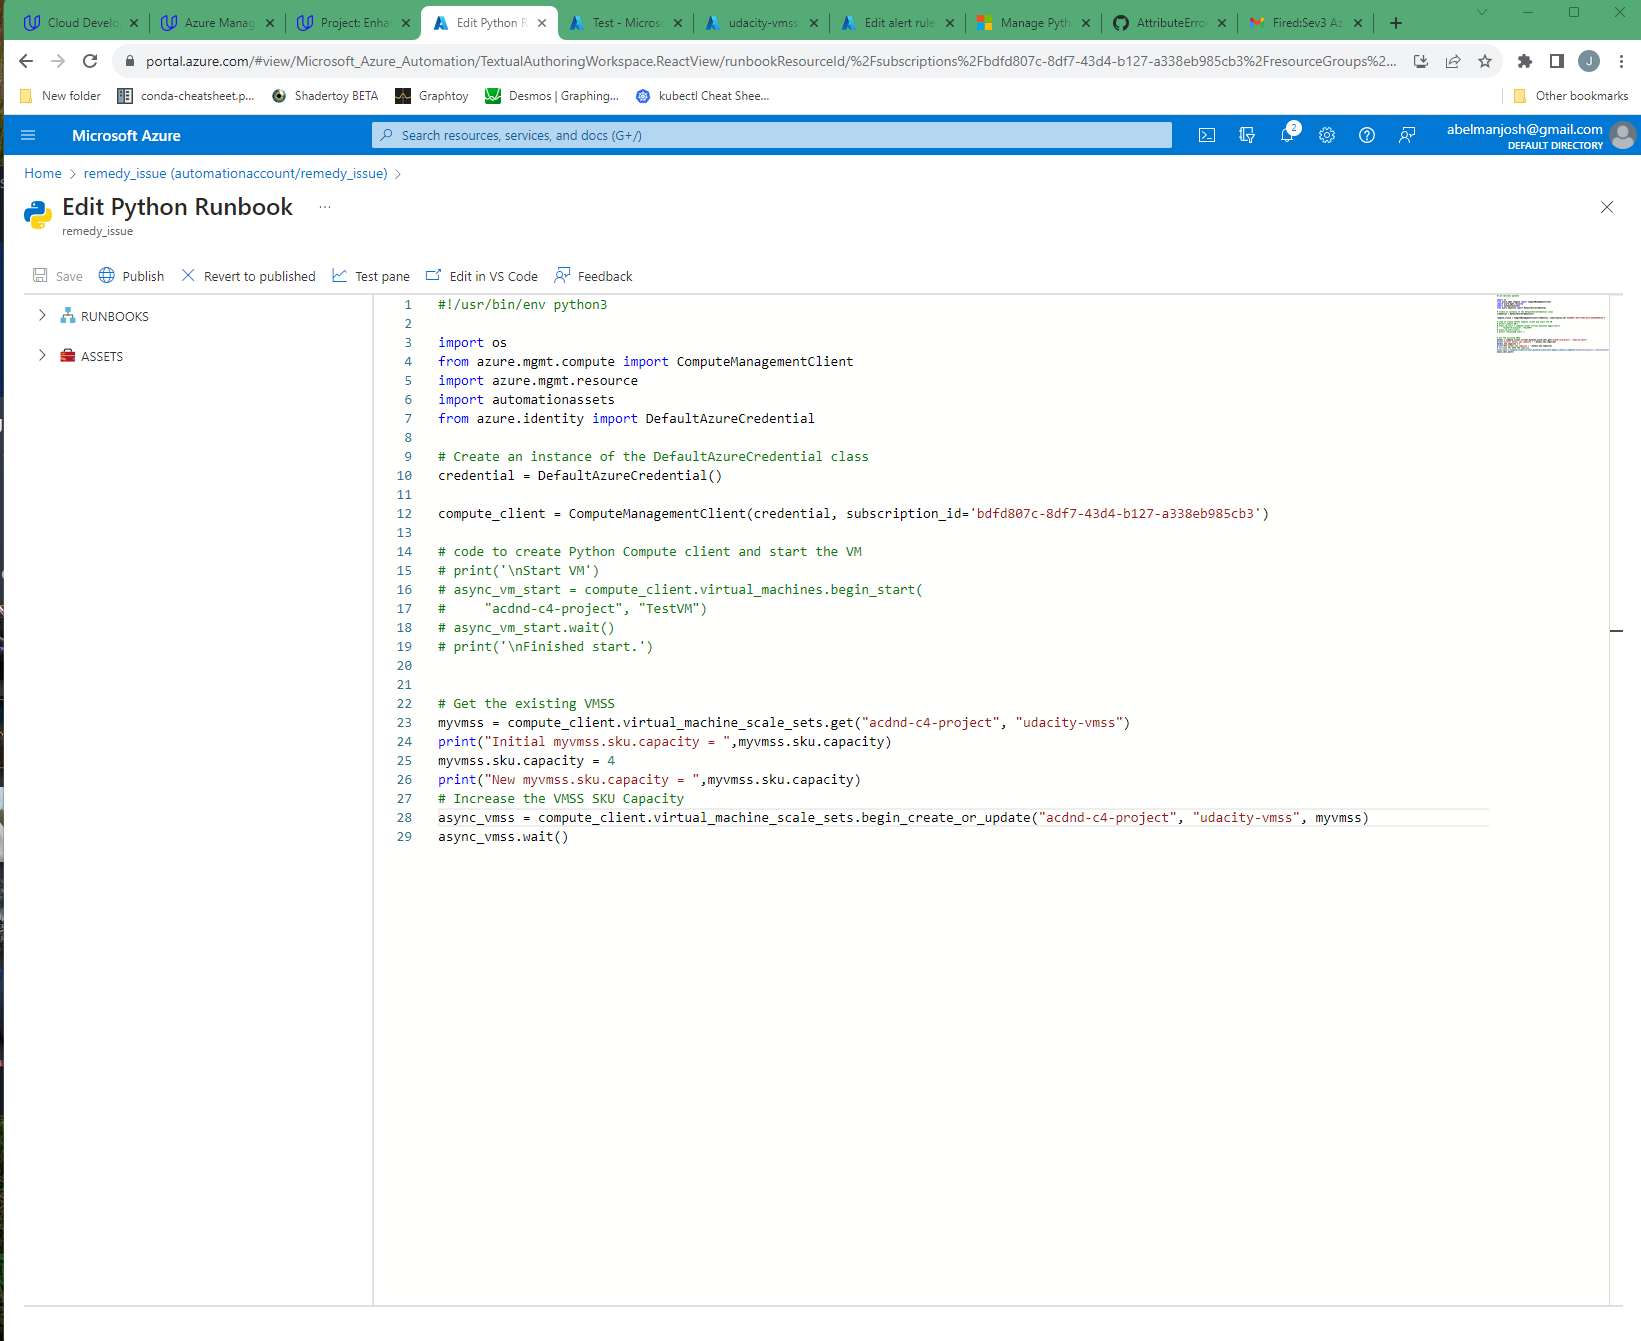 Cloud Develo
Azure Manag
Project: Enha
Edit Python R
Test - Micros
udacity-vmss
Edit alert rule
Manage Pyth
AttributeErro
Fired:Sev3 Az
portal.azure.com/#view/Microsoft_Azure_Automation/TextualAuthoringWorkspace.ReactView/runbookResourceId/%2Fsubscriptions%2Fbdfd807c-8df7-43d4-b127-a338eb985cb3%2FresourceGroups%2...
J
New folder
conda-cheatsheet.p...
Shadertoy BETA
Graphtoy
Desmos | Graphing...
kubectl Cheat Shee...
Other bookmarks
Microsoft Azure
Search resources, services, and docs (G+/)
2
abelmanjosh@gmail.com
DEFAULT DIRECTORY
Home > remedy_issue (automationaccount/remedy_issue) >
Edit Python Runbook ...
remedy_issue
Save
Publish
Revert to published
Test pane
Edit in VS Code
Feedback
RUNBOOKS
ASSETS
1 #!/usr/bin/env python3
2
3 import os
4 from azure.mgmt.compute import ComputeManagementClient
5 import azure.mgmt.resource
6 import automationassets
7 from azure.identity import DefaultAzureCredential
8
9 # Create an instance of the DefaultAzureCredential class
10 credential = DefaultAzureCredential()
11
12 compute_client = ComputeManagementClient(credential, subscription_id='bdfd807c-8df7-43d4-b127-a338eb985cb3')
13
14 # code to create Python Compute client and start the VM
15 # print('\nStart VM')
16 # async_vm_start = compute_client.virtual_machines.begin_start(
17 #     "acdnd-c4-project", "TestVM")
18 # async_vm_start.wait()
19 # print('\nFinished start.')
20
21
22 # Get the existing VMSS
23 myvmss = compute_client.virtual_machine_scale_sets.get("acdnd-c4-project", "udacity-vmss")
24 print("Initial myvmss.sku.capacity = ",myvmss.sku.capacity)
25 myvmss.sku.capacity = 4
26 print("New myvmss.sku.capacity = ",myvmss.sku.capacity)
27 # Increase the VMSS SKU Capacity
28 async_vmss = compute_client.virtual_machine_scale_sets.begin_create_or_update("acdnd-c4-project", "udacity-vmss", myvmss)
29 async_vmss.wait()